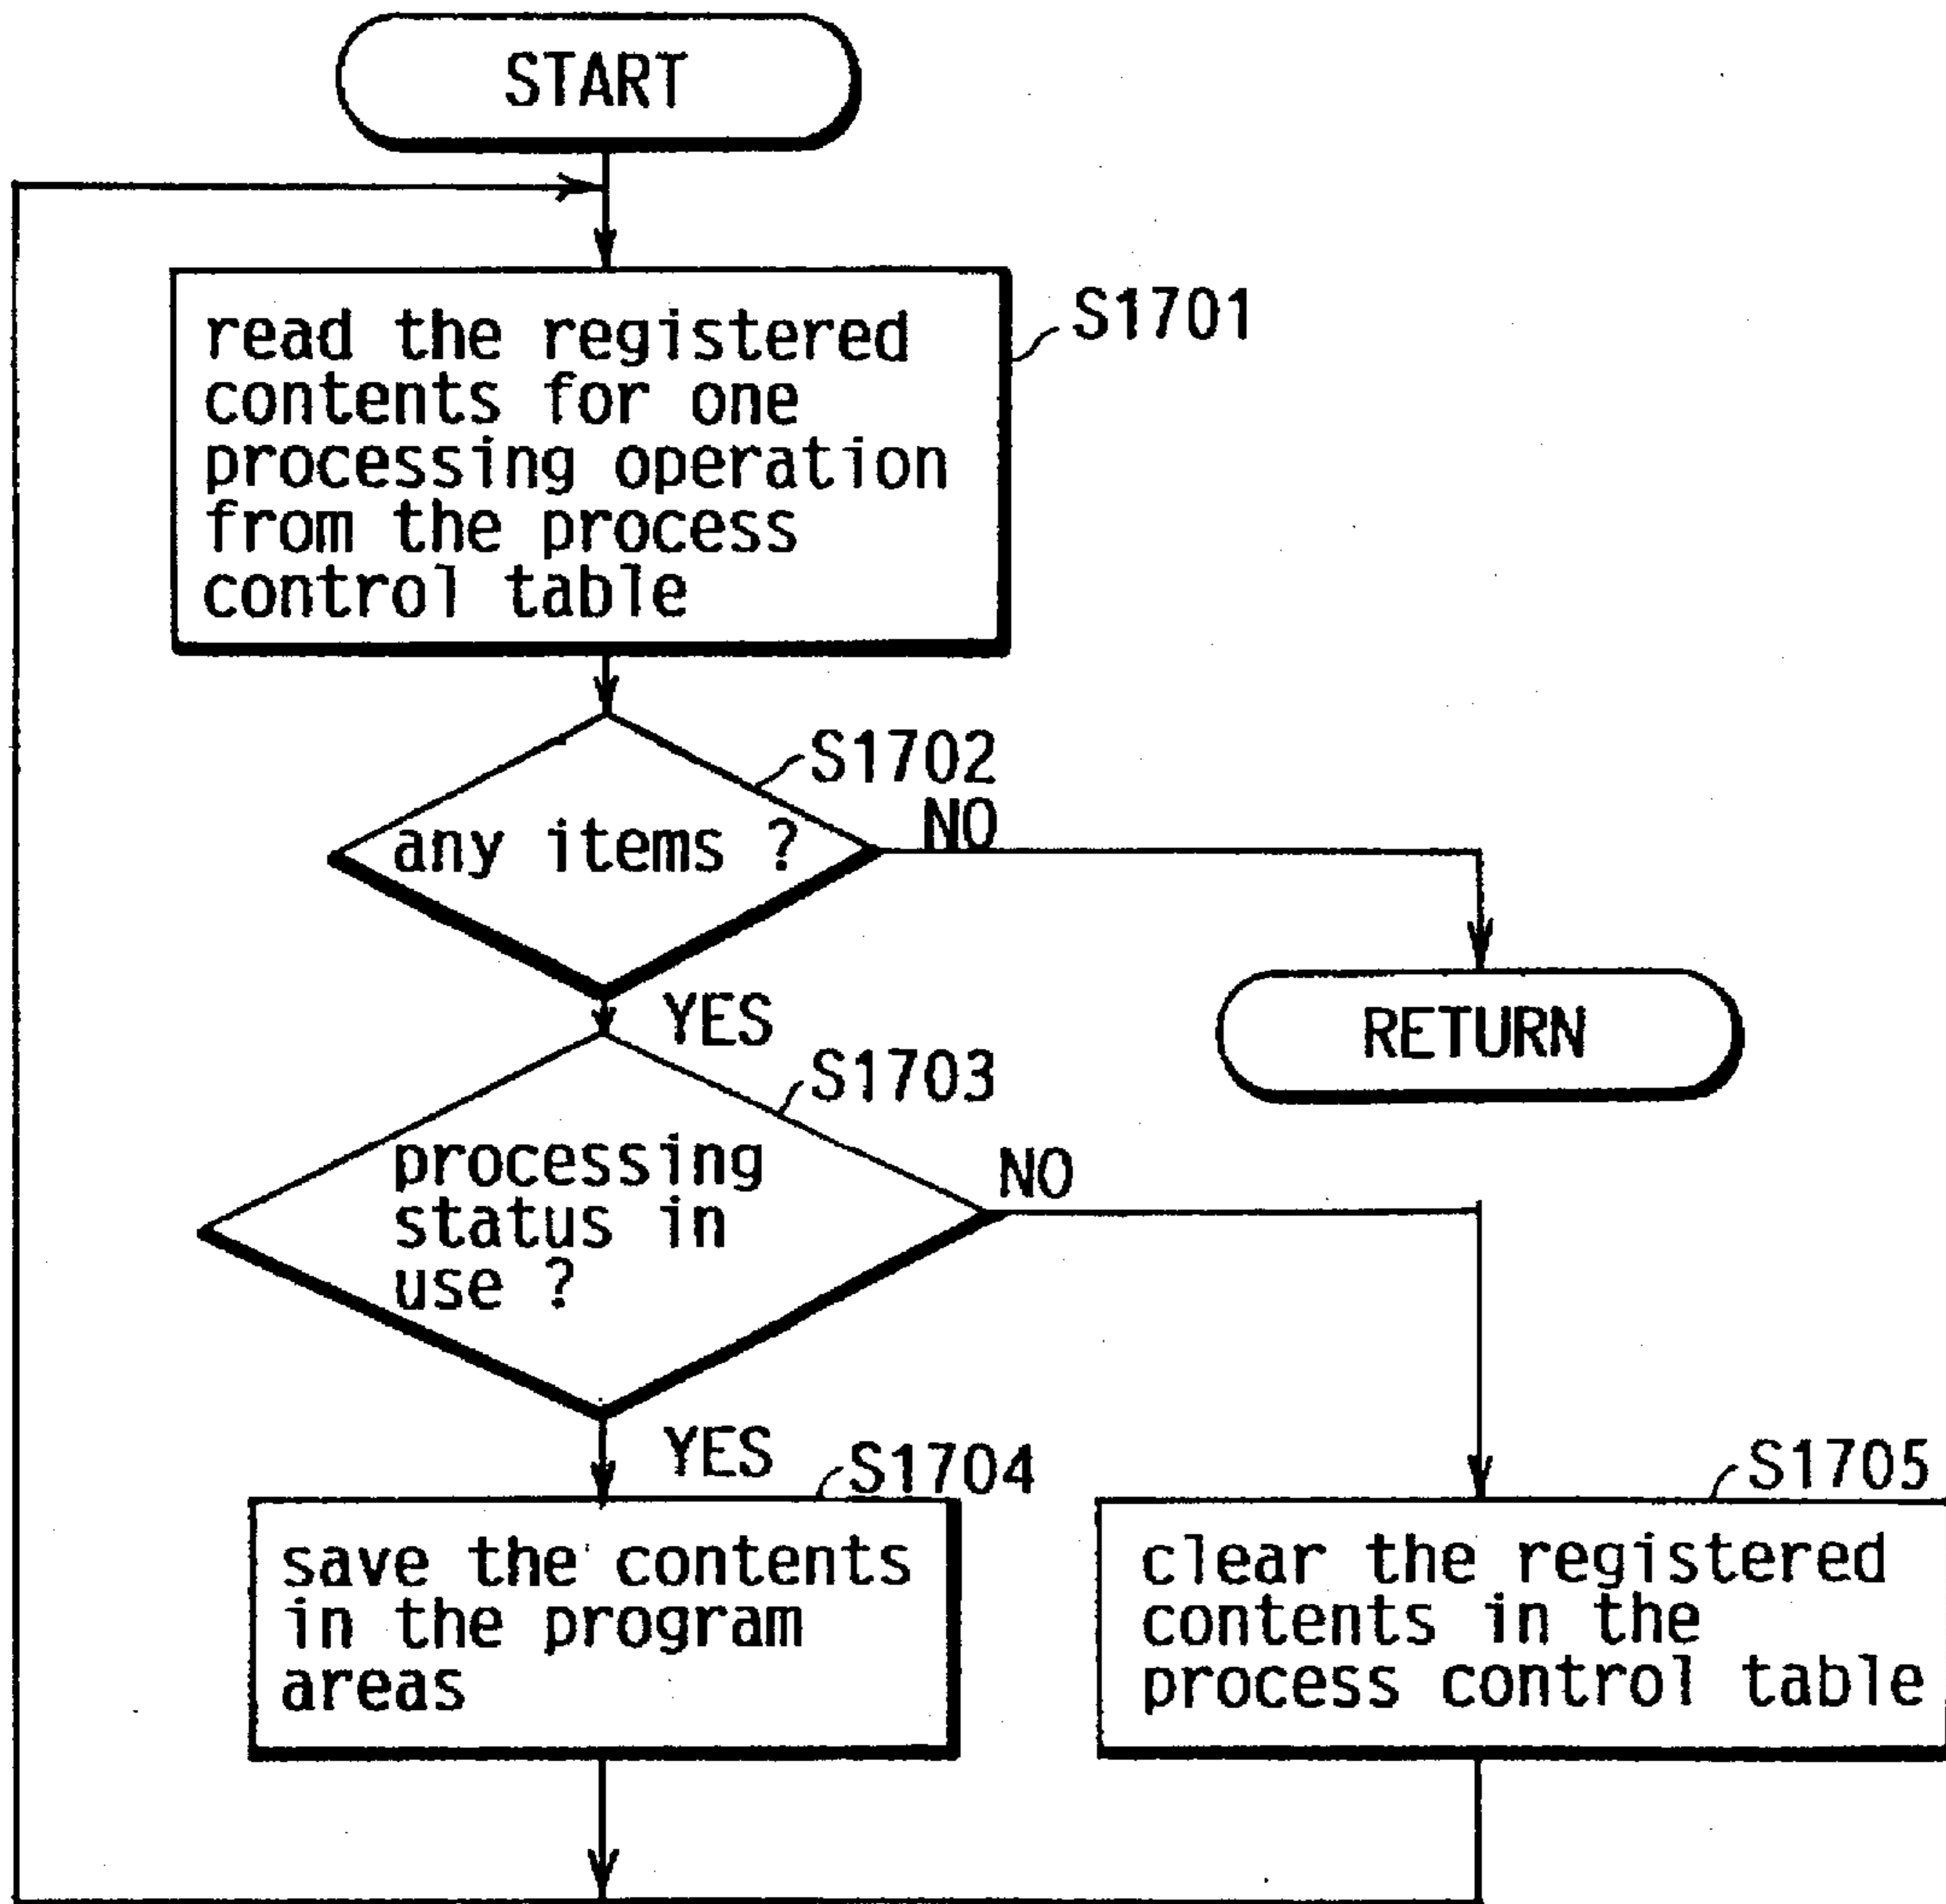 START
S1701
read the registered
contents for one
processing operation
from the process
control table
S1702
NO
any items ?
YES
RETURN
S1703
NO
processing
status in
use ?
YES
S1704
save the contents
in the program
areas
S1705
clear the registered
contents in the
process control table